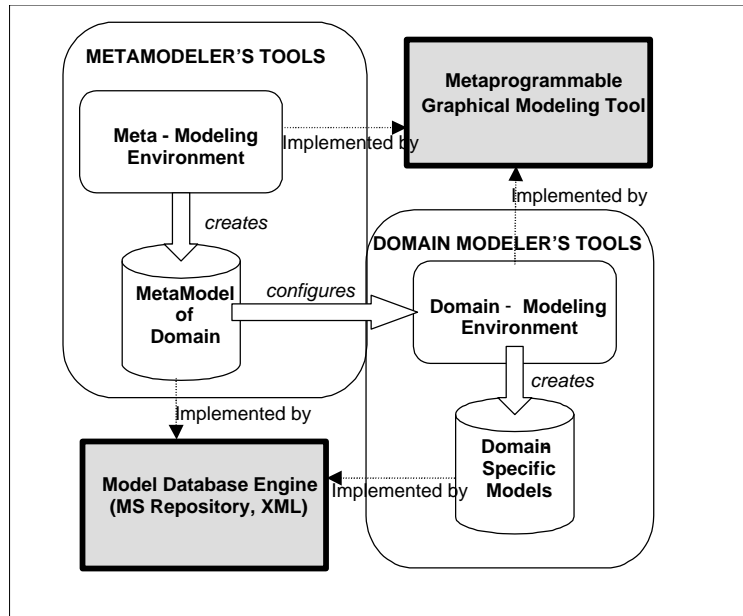 METAMODELER'S TOOLS
Meta - Modeling
Environment
creates
MetaModel
of
Domain
Implemented by
Metaprogrammable
Graphical Modeling Tool
Implemented by
configures
DOMAIN MODELER'S TOOLS
Domain - Modeling
Environment
creates
Domain-
Specific
Models
Implemented by
Implemented by
Model Database Engine
(MS Repository, XML)